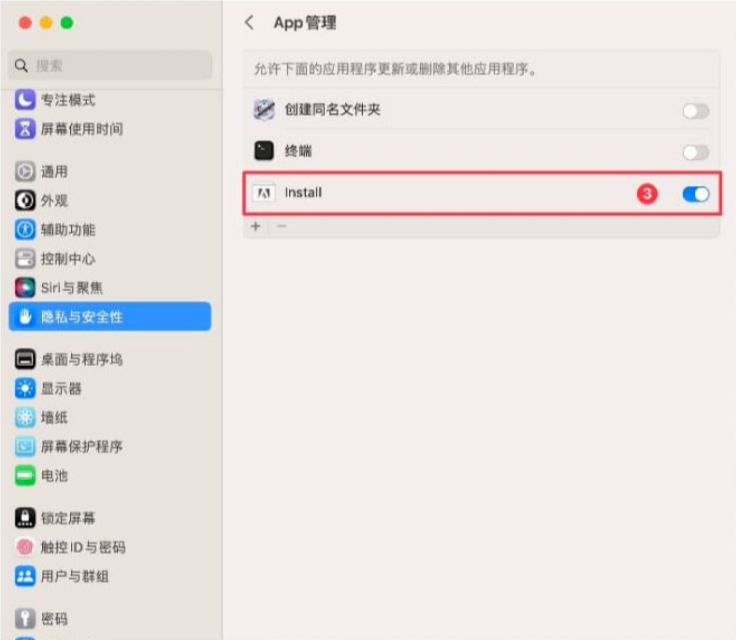 App管理
搜索
允许下面的应用程序更新或删除其他应用程序。
专注模式
屏幕使用时间
通用
外观
辅助功能
控制中心
Siri与聚焦
隐私与安全性
桌面与程序坞
显示器
墙纸
屏幕保护程序
电池
锁定屏幕
触控ID与密码
用户与群组
密码
创建同名文件夹
终端
Install
3